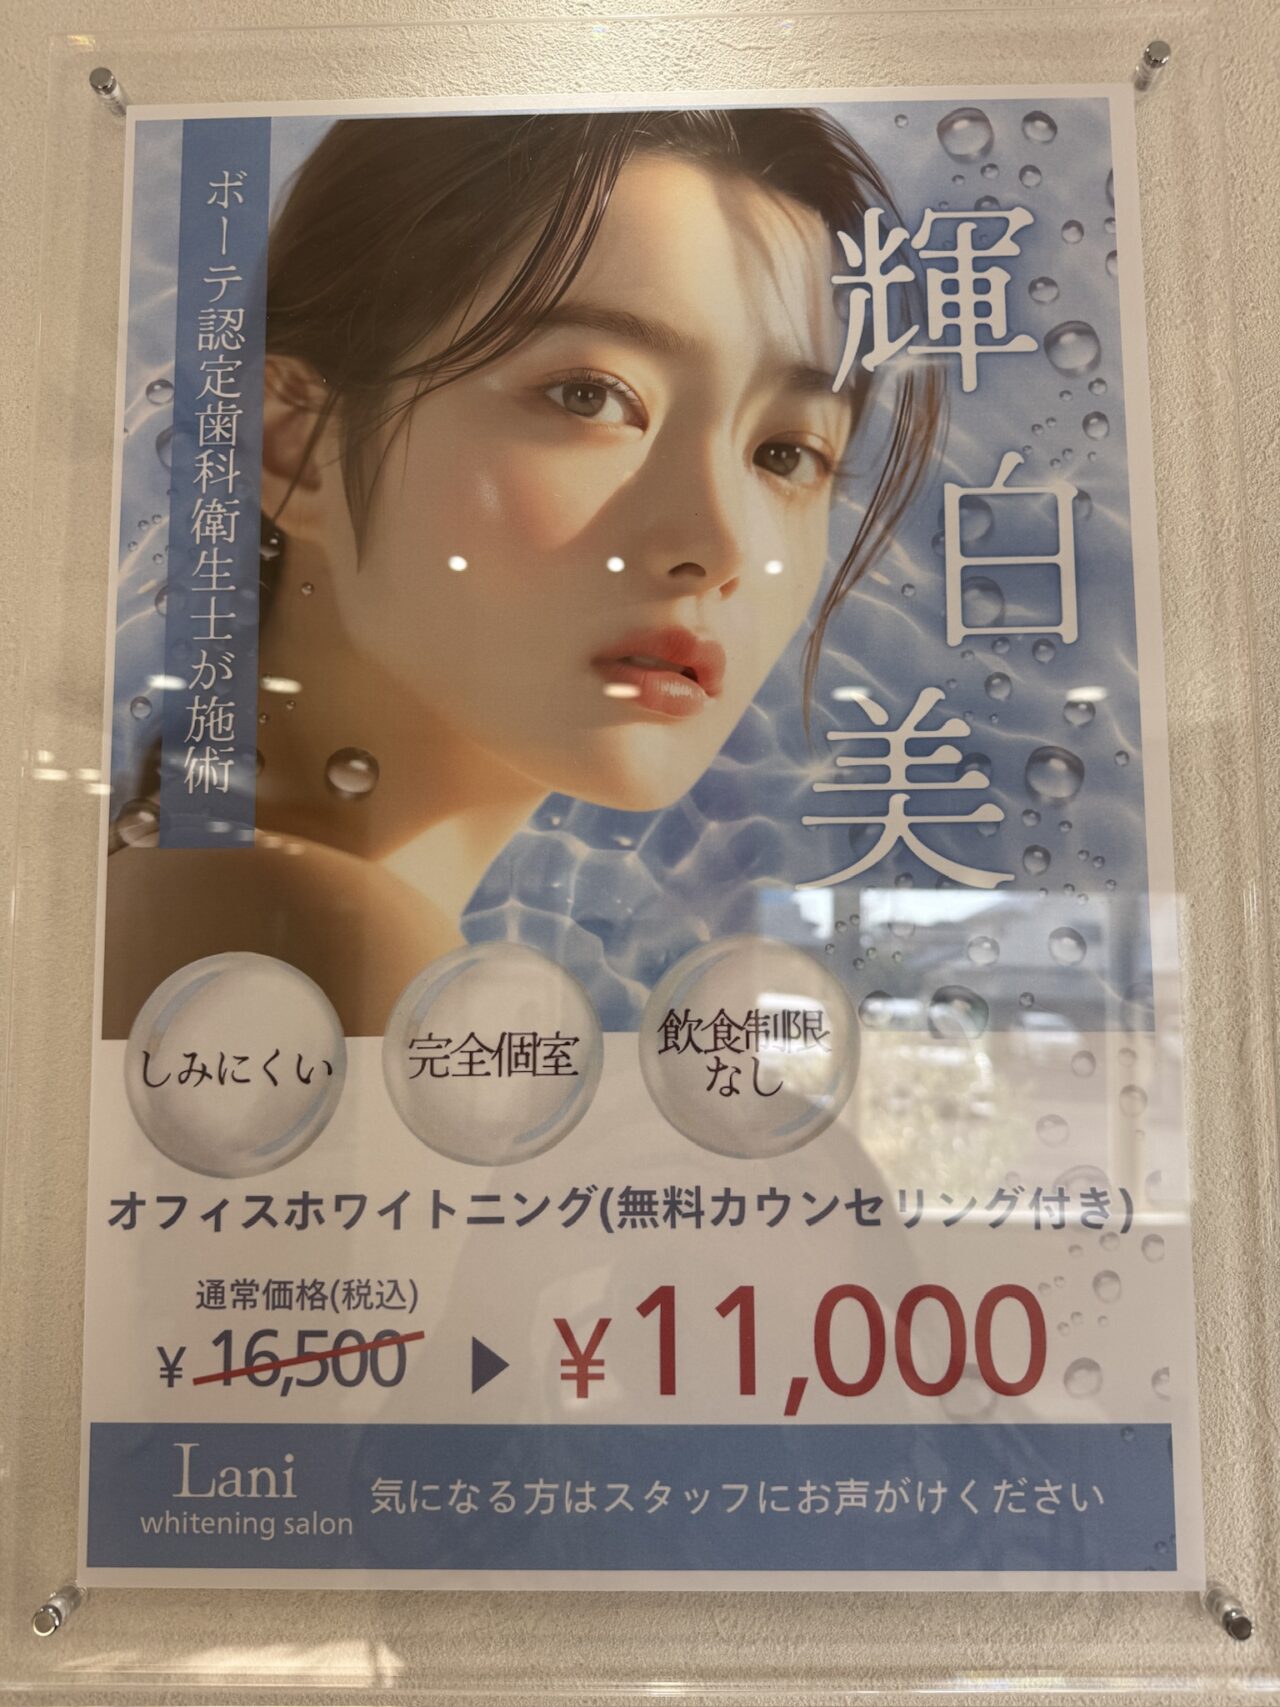 輝白美
ボーテ認定歯科衛生士が施術
しみにくい
完全個室
飲食制限
なし
オフィスホワイトニング(無料カウンセリング付き)
通常価格(税込)
¥16,500 ▶ ¥11,000
Lani
whitening salon
気になる方はスタッフにお声がけください